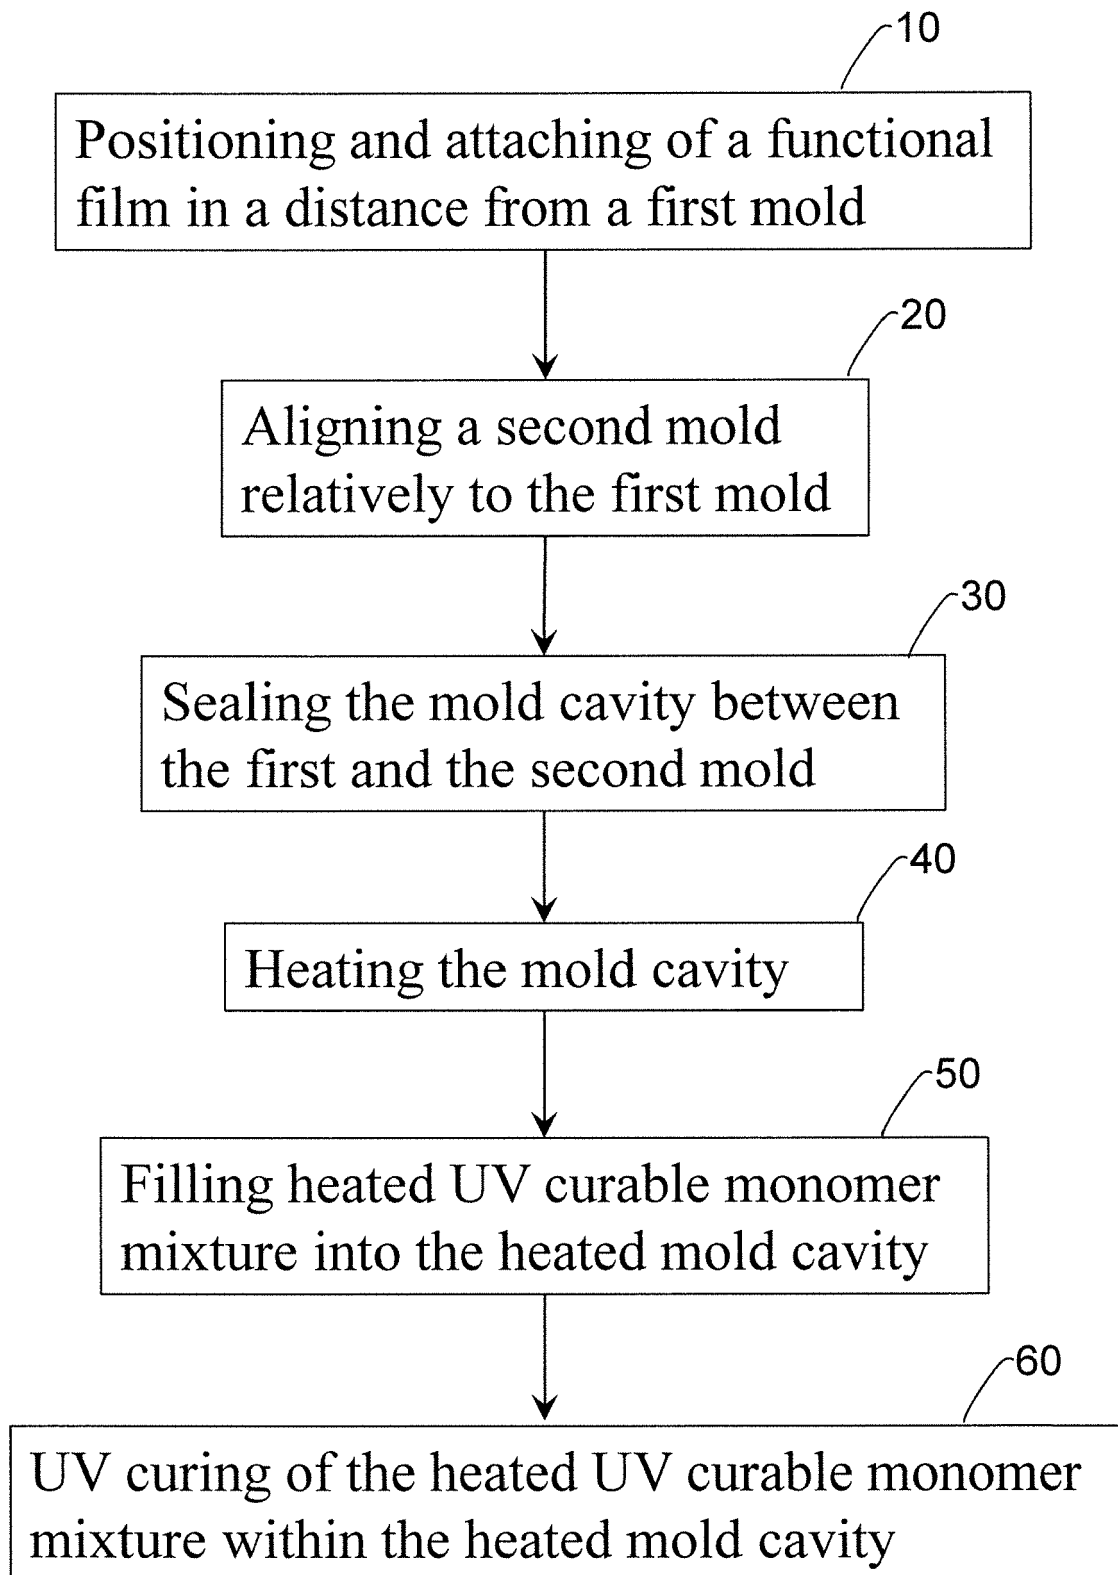 10
Positioning and attaching of a functional
film in a distance from a first mold
20
Aligning a second mold
relatively to the first mold
30
Sealing the mold cavity between
the first and the second mold
40
Heating the mold cavity
50
Filling heated UV curable monomer
mixture into the heated mold cavity
60
UV curing of the heated UV curable monomer
mixture within the heated mold cavity